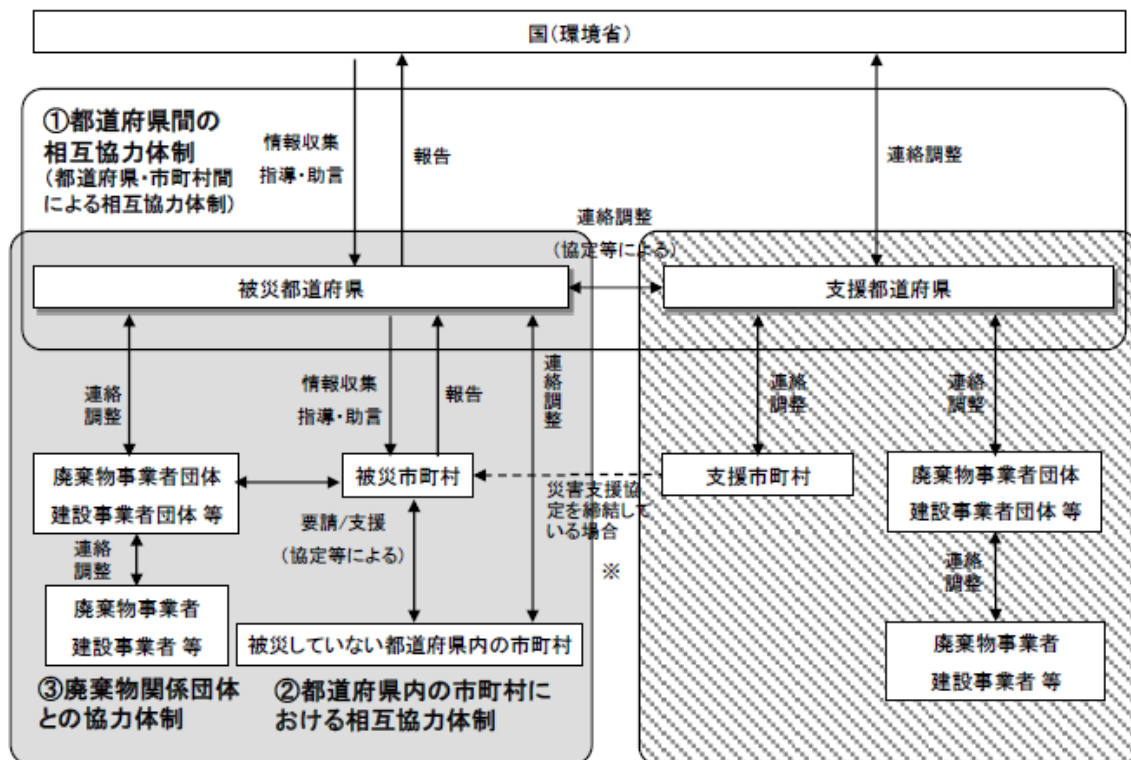 国(環境省)
①都道府県間の
相互協力体制
(都道府県・市町村間
による相互協力体制)
情報収集
指導・助言
報告
連絡調整
連絡調整
(協定等による)
被災都道府県
支援都道府県
連絡
調整
情報収集
指導・助言
報告
連絡調整
連絡
調整
連絡
調整
廃棄物事業者団体
建設事業者団体 等
被災市町村
支援市町村
廃棄物事業者団体
建設事業者団体 等
災害支援協
定を締結して
いる場合
※
要請/支援
(協定等による)
連絡
調整
連絡
調整
廃棄物事業者
建設事業者 等
被災していない都道府県内の市町村
廃棄物事業者
建設事業者 等
③廃棄物関係団体
との協力体制
②都道府県内の市町村に
おける相互協力体制